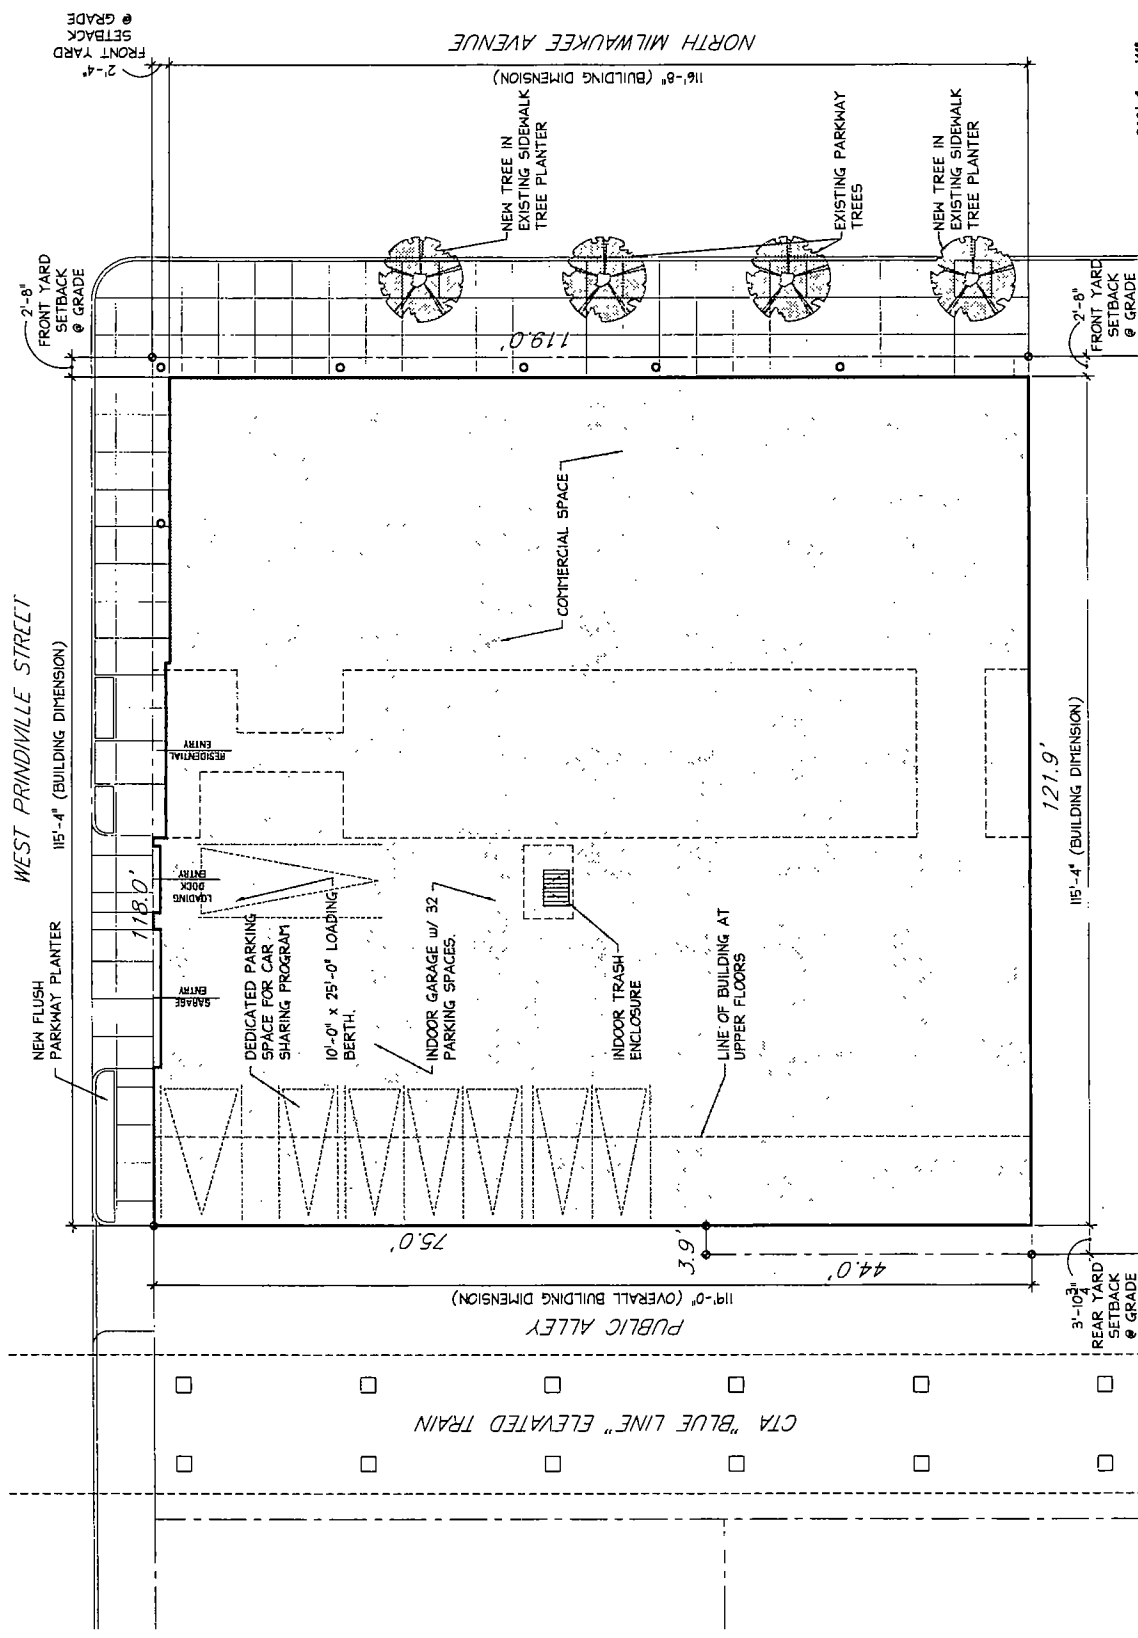 WEST PRINDIVILLE STREET
115'-4" (BUILDING DIMENSION)
118.0'
NEW FLUSH
PARKWAY PLANTER
2'-8"
FRONT YARD
SETBACK
@ GRADE
2'-4"
FRONT YARD
SETBACK
@ GRADE
NORTH MILWAUKEE AVENUE
116'-8" (BUILDING DIMENSION)
NEW TREE IN
EXISTING SIDEWALK
TREE PLANTER
EXISTING PARKWAY
TREES
NEW TREE IN
EXISTING SIDEWALK
TREE PLANTER
119.0'
2'-8"
FRONT YARD
SETBACK
@ GRADE
COMMERCIAL SPACE
RESIDENTIAL
ENTRY
LOADING
DOCK
ENTRY
GARAGE
ENTRY
DEDICATED PARKING
SPACE FOR CAR
SHARING PROGRAM
10'-0" x 25'-0" LOADING
BERTH.
INDOOR GARAGE w/ 32
PARKING SPACES.
INDOOR TRASH
ENCLOSURE
LINE OF BUILDING AT
UPPER FLOORS
121.9'
115'-4" (BUILDING DIMENSION)
75.0'
3.9'
44.0'
119'-0" (OVERALL BUILDING DIMENSION)
3'-10 3/4"
REAR YARD
SETBACK
@ GRADE
PUBLIC ALLEY
CTA "BLUE LINE" ELEVATED TRAIN